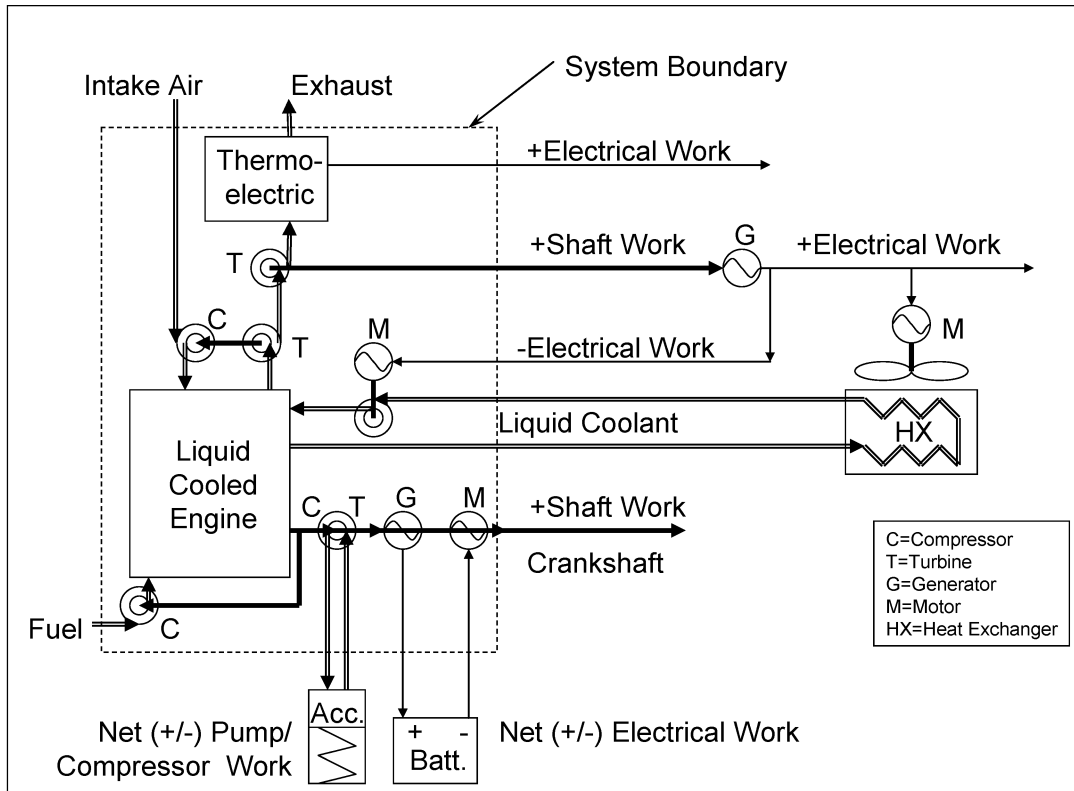 System Boundary
Intake Air
Exhaust
Thermo-
electric
+Electrical Work
T
+Shaft Work
G
+Electrical Work
C
T
M
-Electrical Work
M
Liquid
Cooled
Engine
Liquid Coolant
HX
C
T
G
M
+Shaft Work
Crankshaft
Fuel
C
C=Compressor
T=Turbine
G=Generator
M=Motor
HX=Heat Exchanger
Net (+/-) Pump/
Compressor Work
Acc.
+ -
Batt.
Net (+/-) Electrical Work